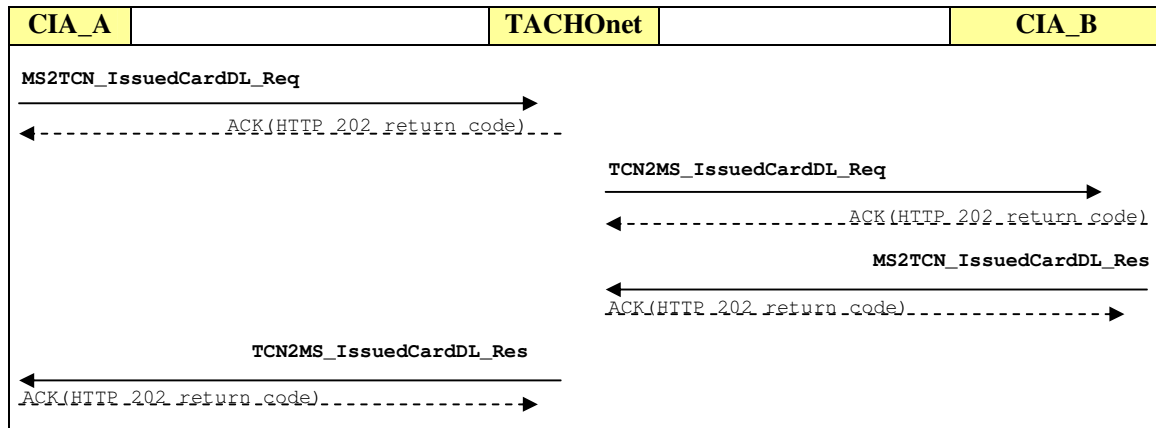 CIA_A TACHOnet CIA_B
MS2TCN_IssuedCardDL_Req
ACK(HTTP 202 return code)
TCN2MS_IssuedCardDL_Req
ACK(HTTP 202 return code)
MS2TCN_IssuedCardDL_Res
ACK(HTTP 202 return code)
TCN2MS_IssuedCardDL_Res
ACK(HTTP 202 return code)